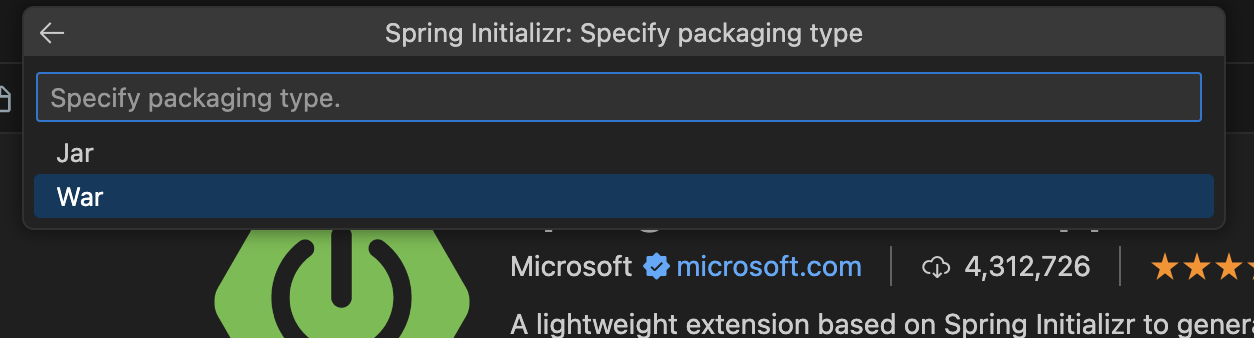 Spring Initializr: Specify packaging type
Specify packaging type.
Jar
War
Microsoft microsoft.com 4,312,726
A lightweight extension based on Spring Initializr to